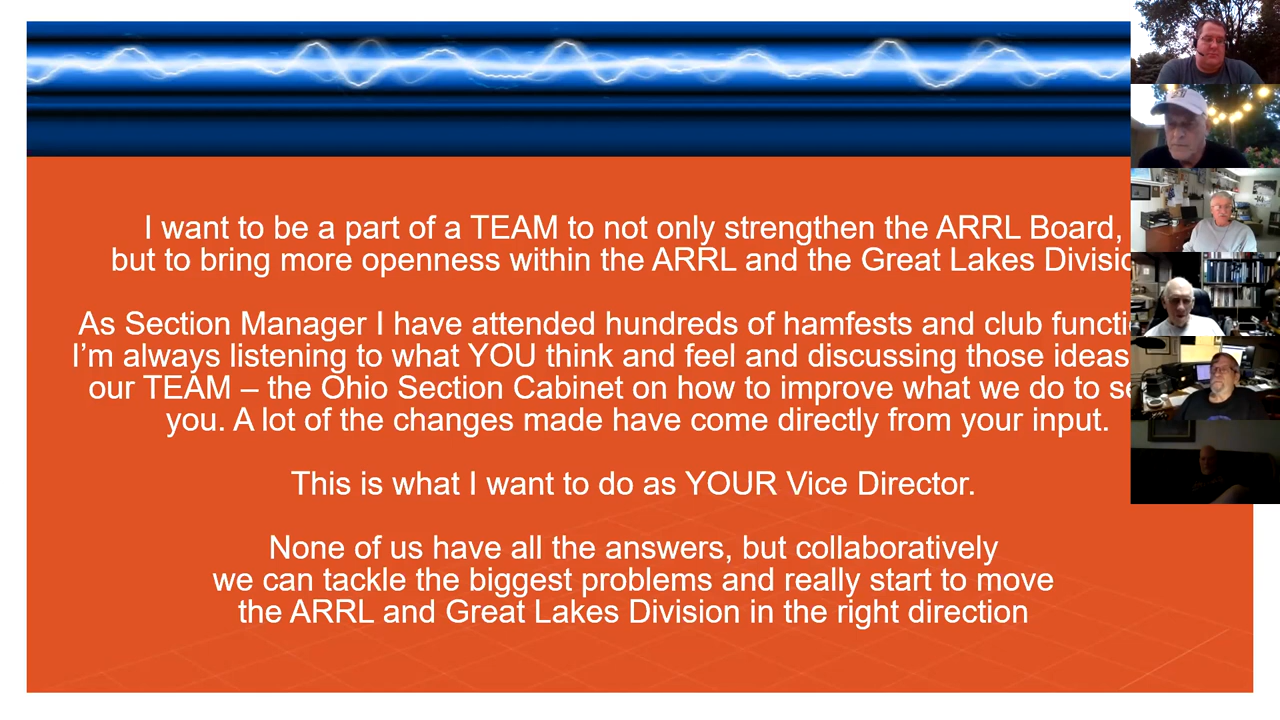 I want to be a part of a TEAM to not only strengthen the ARRL Board,
but to bring more openness within the ARRL and the Great Lakes
As Section Manager I have attended hundreds of hamfests and club
I'm always listening to what YOU think and feel and discussing those ideas
our TEAM – the Ohio Section Cabinet on how to improve what we do to
you. A lot of the changes made have come directly from your input.
This is what I want to do as YOUR Vice Director.
None of us have all the answers, but collaboratively
we can tackle the biggest problems and really start to move
the ARRL and Great Lakes Division in the right direction